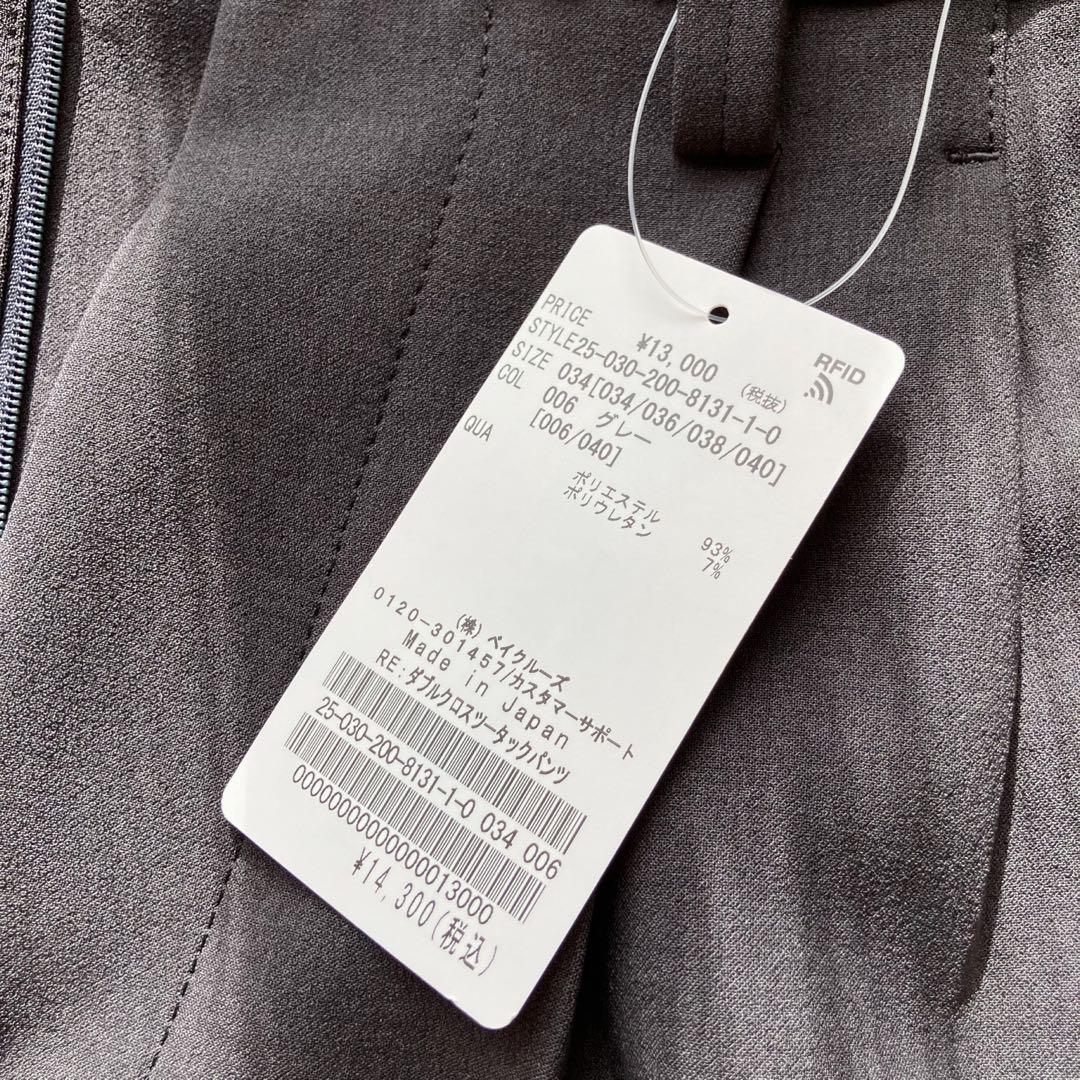 RFID
PRICE ¥13,000 (税抜)
STYLE25-030-200-8131-1-0
SIZE 034[034/036/038/040]
COL 006 グレー
[006/040]
QUA
ポリエステル 93%
ポリウレタン 7%
(株)ベイクルーズ
0120-301457/カスタマーサポート
Made in Japan
RE:ダブルクロスツータックパンツ
25-030-200-8131-1-0 034 006
0000000000000013000
¥14,300(税込)